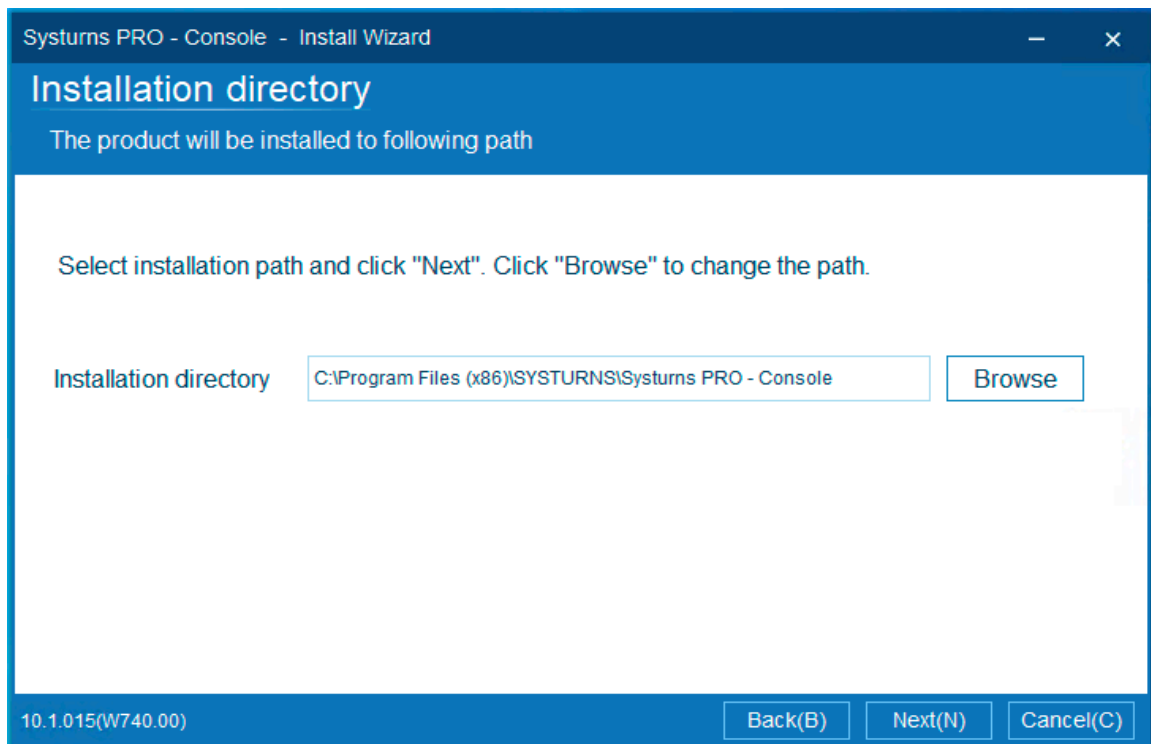 Systurns PRO - Console - Install Wizard
Installation directory
The product will be installed to following path
Select installation path and click "Next". Click "Browse" to change the path.
Installation directory C:\Program Files (x86)\SYSTURNS\Systurns PRO - Console Browse
10.1.015(W740.00) Back(B) Next(N) Cancel(C)